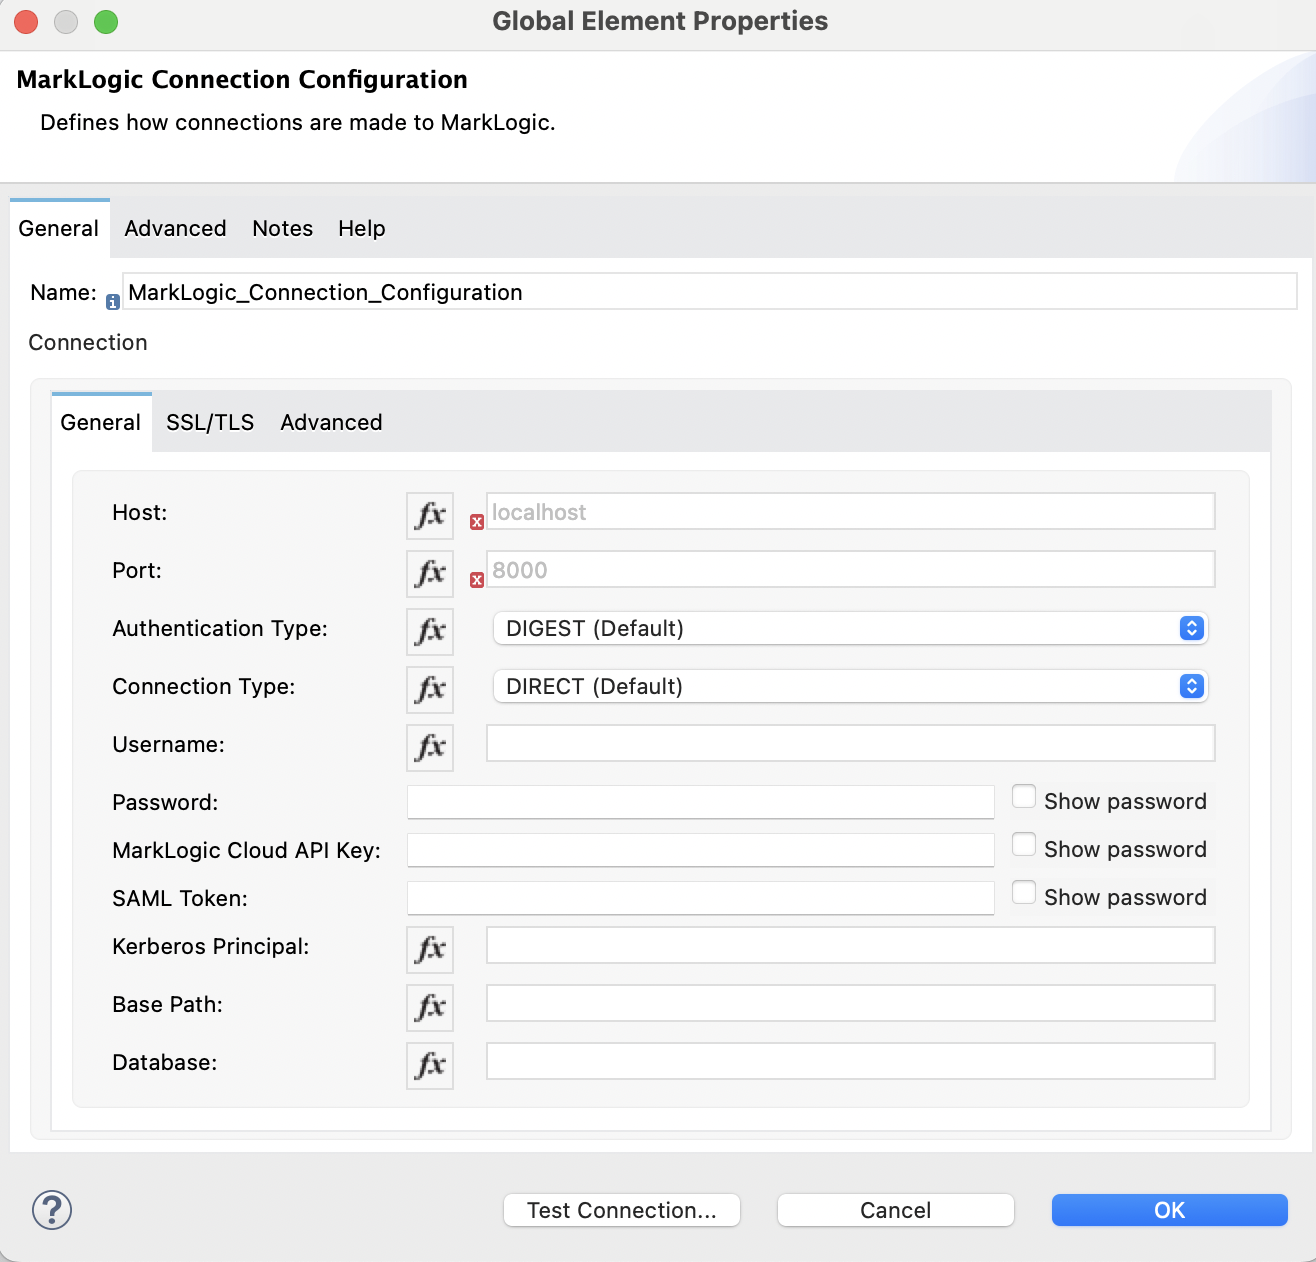 Global Element Properties
MarkLogic Connection Configuration
Defines how connections are made to MarkLogic.
General Advanced Notes Help
Name: MarkLogic_Connection_Configuration
Connection
General SSL/TLS Advanced
Host: fx localhost
Port: fx 8000
Authentication Type: fx DIGEST (Default)
Connection Type: fx DIRECT (Default)
Username: fx
Password: Show password
MarkLogic Cloud API Key: Show password
SAML Token: Show password
Kerberos Principal: fx
Base Path: fx
Database: fx
? Test Connection... Cancel OK